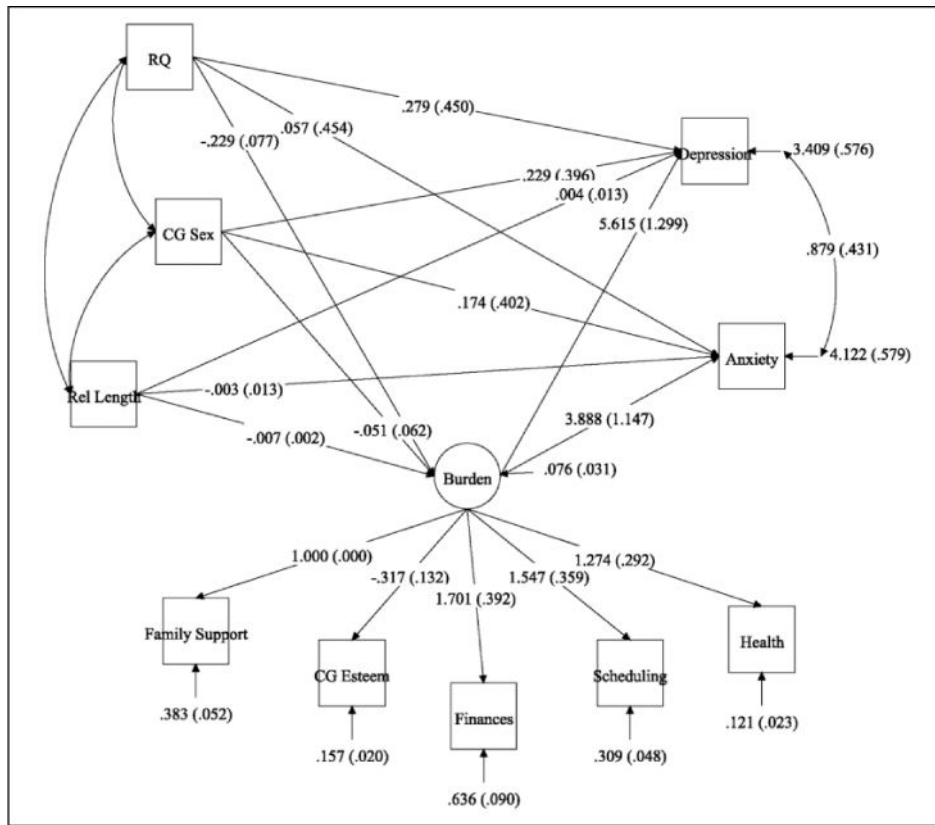 RQ
.279 (.450)
.057 (.454)
-.229 (.077)
Depression
3.409 (.576)
.229 (.396)
.004 (.013)
CG Sex
5.615 (1.299)
.879 (.431)
.174 (.402)
Anxiety
4.122 (.579)
Rel Length
-.003 (.013)
3.888 (1.147)
-.007 (.002)
-.051 (.062)
.076 (.031)
Burden
1.000 (.000)
-.317 (.132)
1.701 (.392)
1.547 (.359)
1.274 (.292)
Family Support
CG Esteem
Finances
Scheduling
Health
.383 (.052)
.157 (.020)
.636 (.090)
.309 (.048)
.121 (.023)